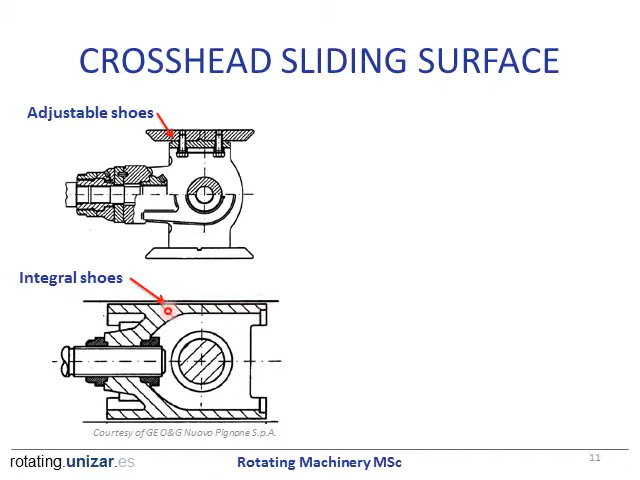 CROSSHEAD SLIDING SURFACE
Adjustable shoes
Integral shoes
Courtesy of GE O&G Nuovo Pignone S.p.A.
rotating.unizar.es
Rotating Machinery MSc
11